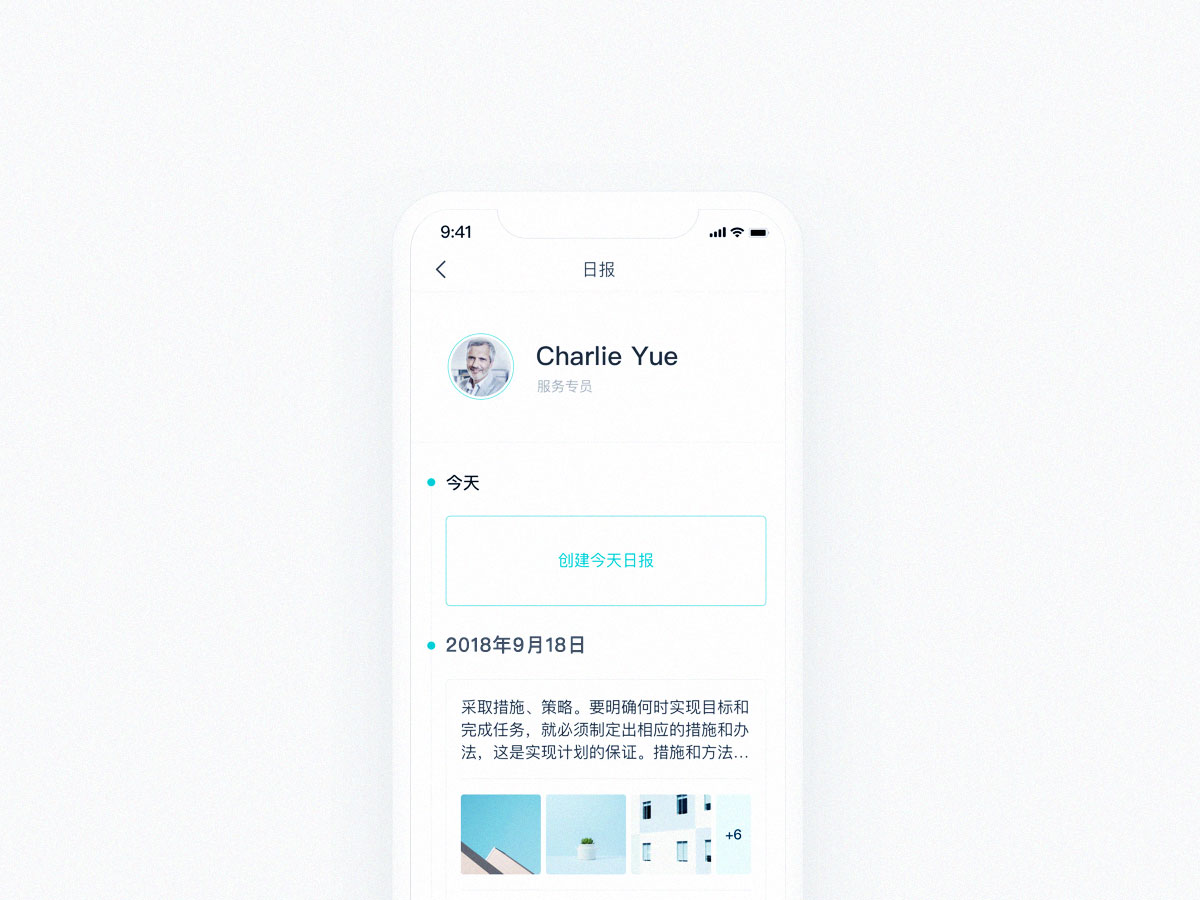 9:41
日报
Charlie Yue
服务专员
今天
创建今天日报
2018年9月18日
采取措施、策略。要明确何时实现目标和
完成任务，就必须制定出相应的措施和办
法，这是实现计划的保证。措施和方法...
+6